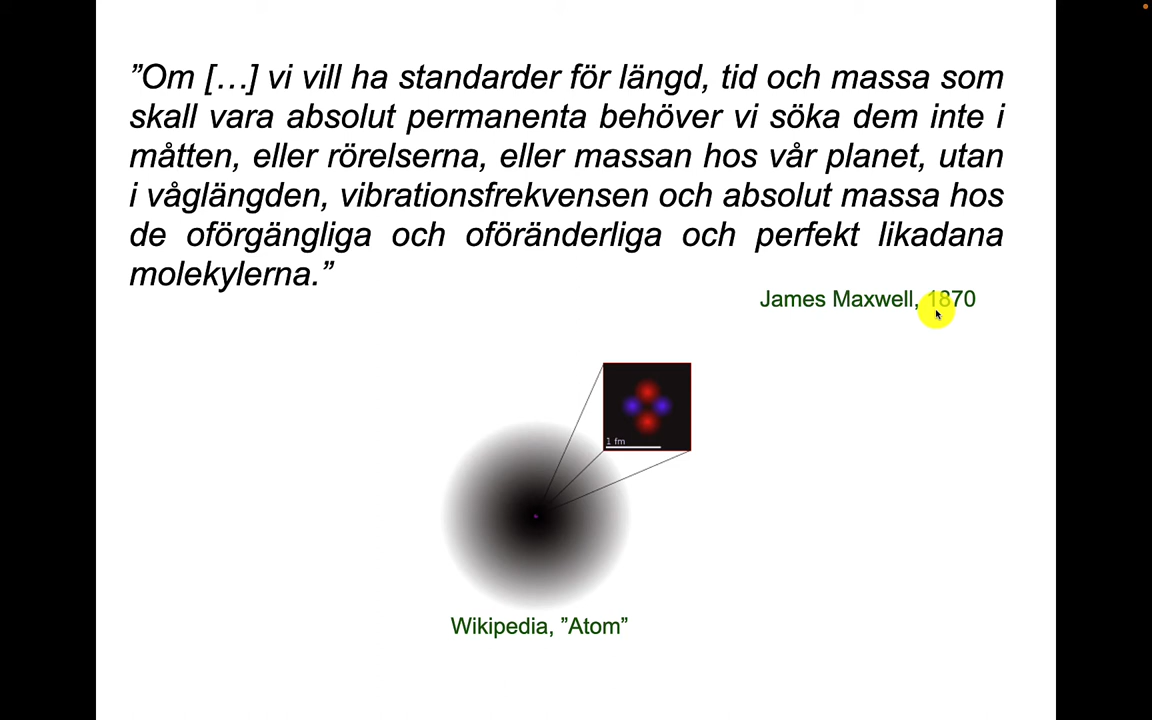 ”Om […] vi vill ha standarder för längd, tid och massa som
skall vara absolut permanenta behöver vi söka dem inte i
måtten, eller rörelserna, eller massan hos vår planet, utan
i våglängden, vibrationsfrekvensen och absolut massa hos
de oförgängliga och oföränderliga och perfekt likadana
molekylerna.”
James Maxwell, 1870
1 fm
Wikipedia, ”Atom”